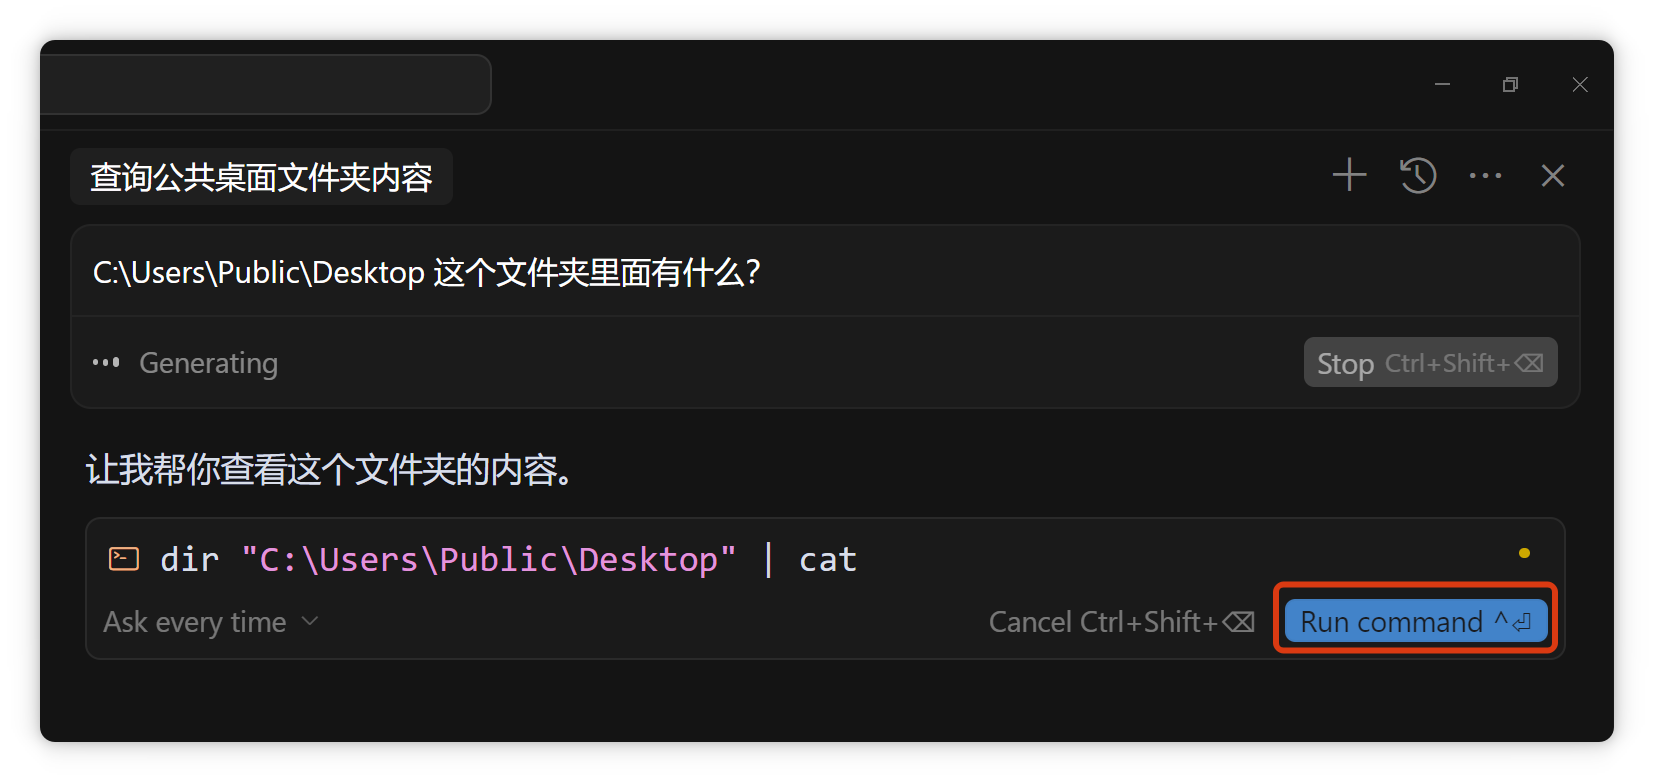 查询公共桌面文件夹内容
C:\Users\Public\Desktop 这个文件夹里面有什么?
Generating
Stop Ctrl+Shift+⌫
让我帮你查看这个文件夹的内容。
dir "C:\Users\Public\Desktop" | cat
Ask every time
Cancel Ctrl+Shift+⌫
Run command ^⏎